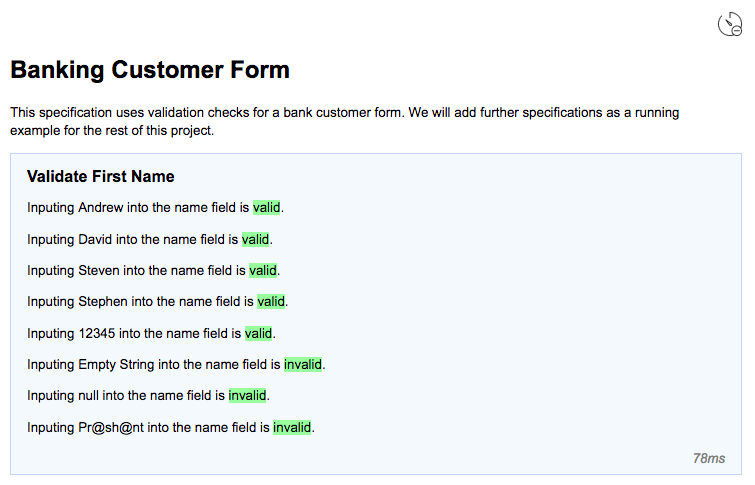 Banking Customer Form
This specification uses validation checks for a bank customer form. We will add further specifications as a running
example for the rest of this project.
Validate First Name
Inputing Andrew into the name field is valid.
Inputing David into the name field is valid.
Inputing Steven into the name field is valid.
Inputing Stephen into the name field is valid.
Inputing 12345 into the name field is valid.
Inputing Empty String into the name field is invalid.
Inputing null into the name field is invalid.
Inputing Pr@sh@nt into the name field is invalid.
78ms